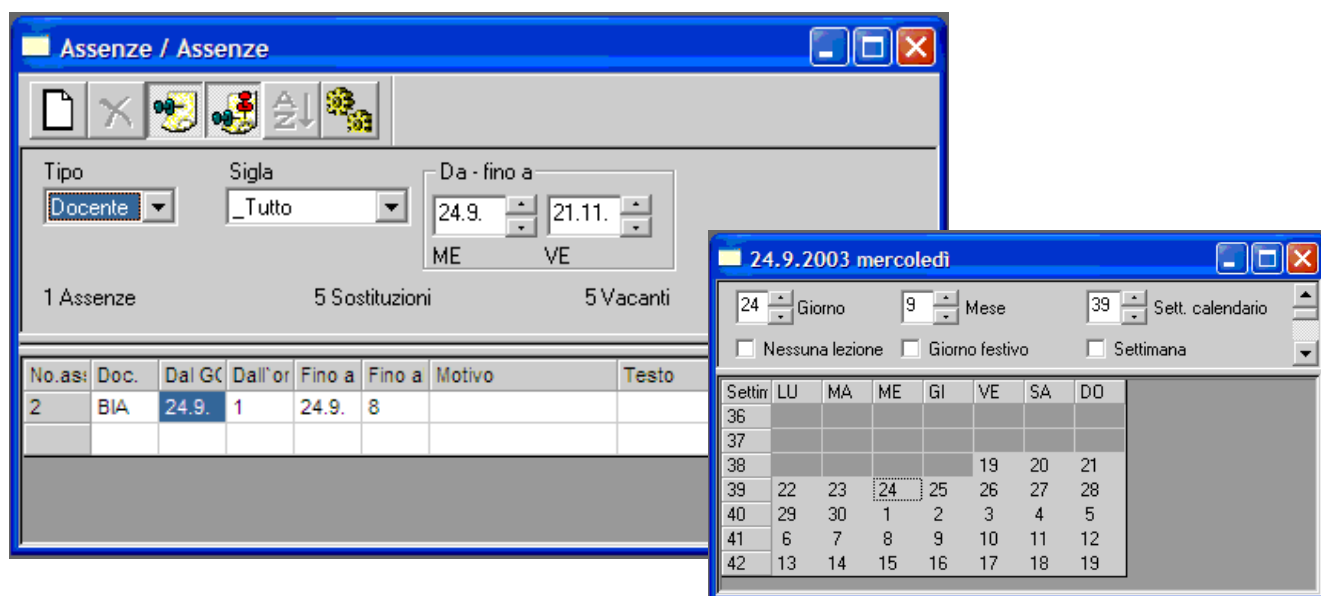 Assenze / Assenze
A
Z
Tipo Sigla Da - fino a
Docente _Tutto 24.9. 21.11.
ME VE
1 Assenze 5 Sostituzioni 5 Vacanti
No.as: Doc. Dal G( Dall`or Fino a Fino a Motivo Testo
2 BIA 24.9. 1 24.9. 8
24.9.2003 mercoledì
24 Giorno 9 Mese 39 Sett. calendario
Nessuna lezione Giorno festivo Settimana
Settin LU MA ME GI VE SA DO
36
37
38 19 20 21
39 22 23 24 25 26 27 28
40 29 30 1 2 3 4 5
41 6 7 8 9 10 11 12
42 13 14 15 16 17 18 19